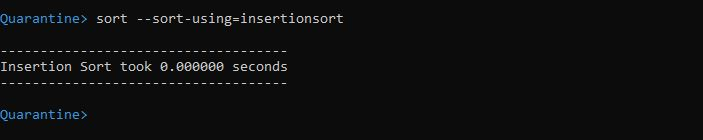 Quarantine> sort --sort-using=insertionsort
------------------------------------
Insertion Sort took 0.000000 seconds
------------------------------------
Quarantine>